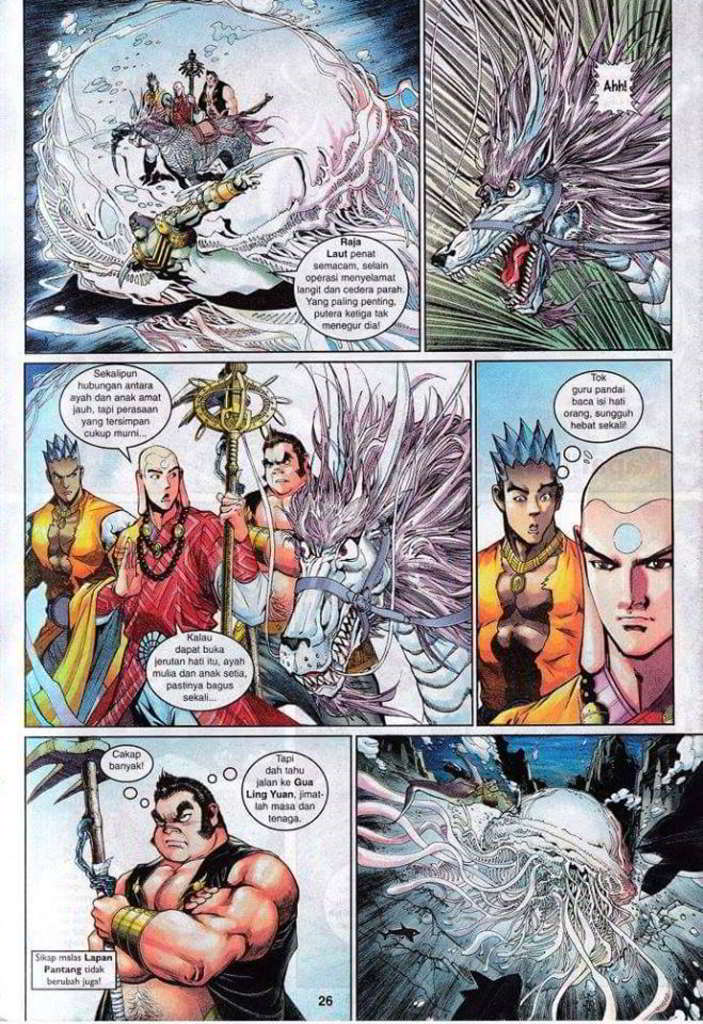 Raja
Laut penat
semacam, selain
operasi menyelamat
langit dan cedera parah.
Yang paling penting,
putera ketiga tak
menegur dia!
Ahh!
Sekalipun
hubungan antara
ayah dan anak amat
jauh, tapi perasaan
yang tersimpan
cukup murni...
Kalau
dapat buka
jerutan hati itu, ayah
mulia dan anak setia,
pastinya bagus
sekali...
Tok
guru pandai
baca isi hati
orang, sungguh
hebat sekali!
Cakap
banyak!
Tapi
dah tahu
jalan ke Gua
Ling Yuan, jimat-
lah masa dan
tenaga.
Sikap malas Lapan
Pantang tidak
berubah juga!
26